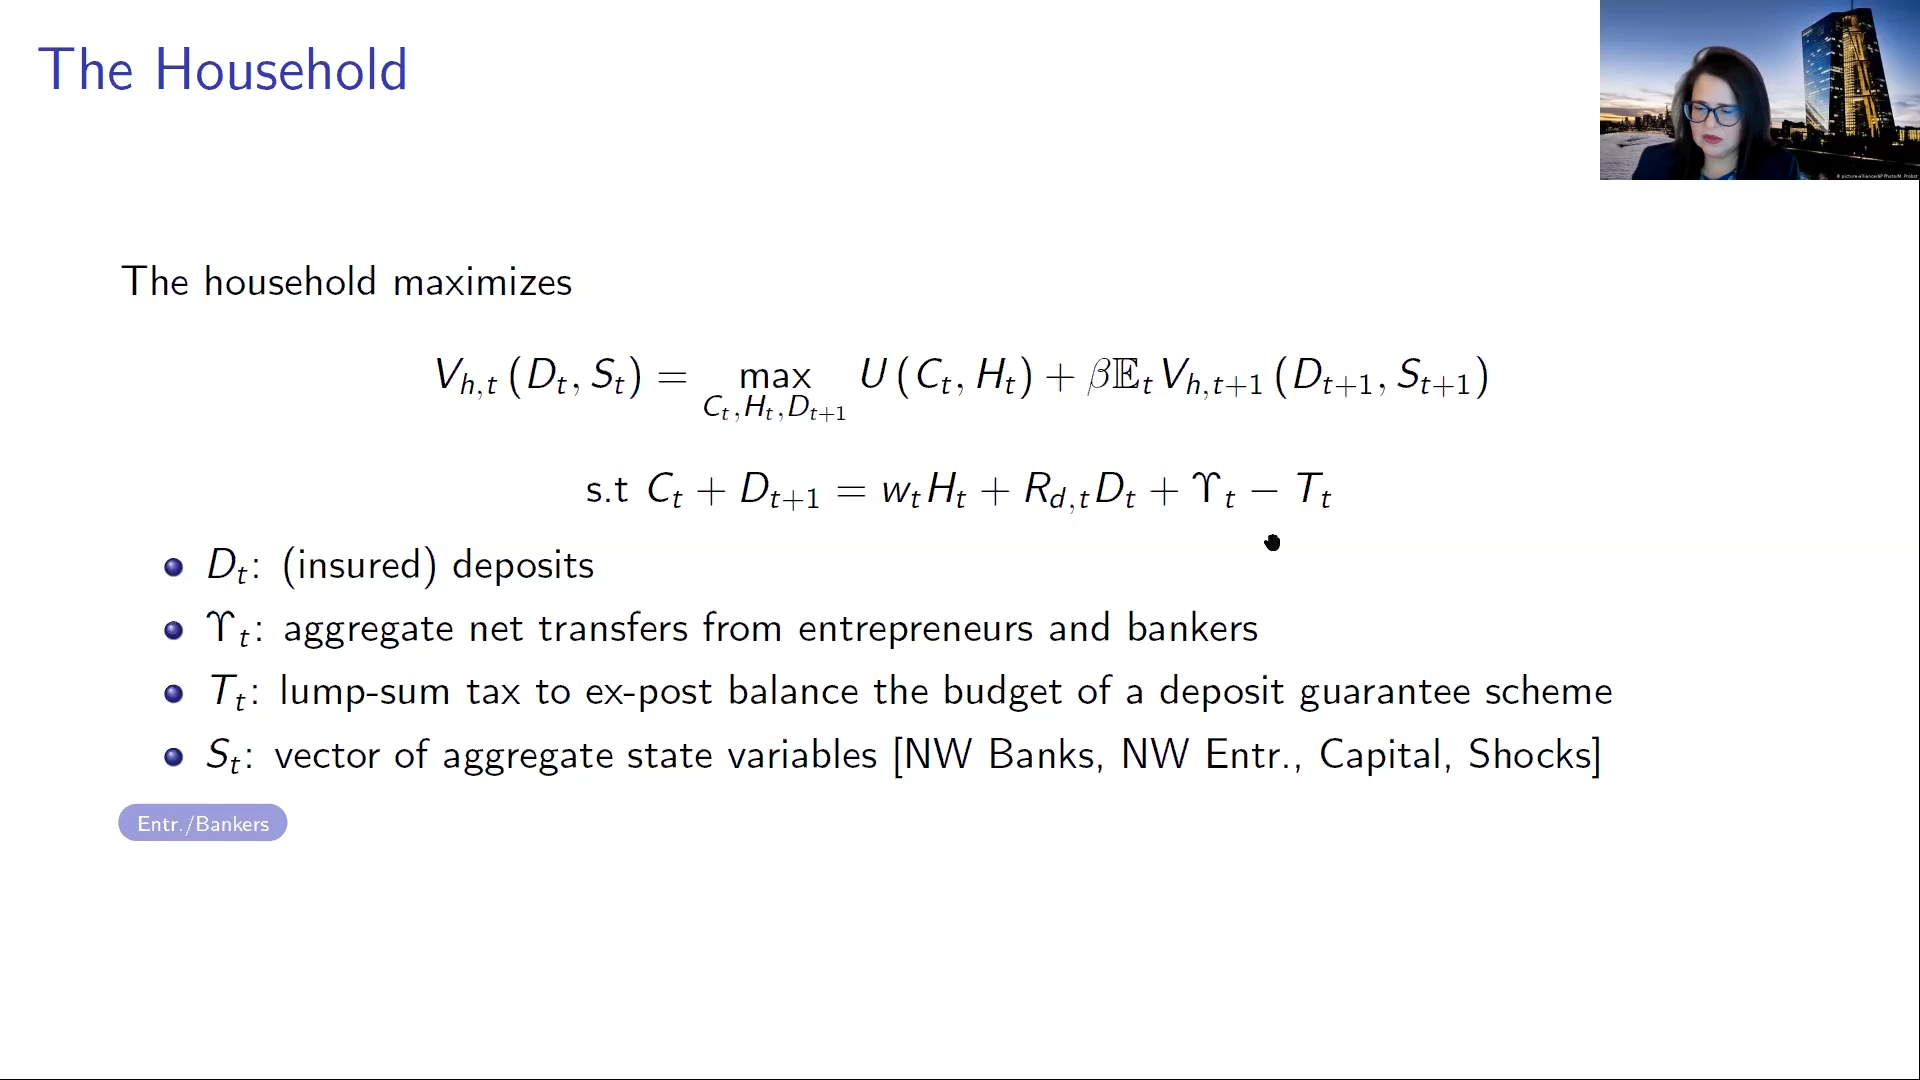 The Household
The household maximizes
V_{h,t} (D_t, S_t) = max_{C_t, H_t, D_{t+1}} U (C_t, H_t) + β𝔼_t V_{h,t+1} (D_{t+1}, S_{t+1})
s.t C_t + D_{t+1} = w_t H_t + R_{d,t} D_t + ϒ_t − T_t
D_t: (insured) deposits
ϒ_t: aggregate net transfers from entrepreneurs and bankers
T_t: lump-sum tax to ex-post balance the budget of a deposit guarantee scheme
S_t: vector of aggregate state variables [NW Banks, NW Entr., Capital, Shocks]
Entr./Bankers